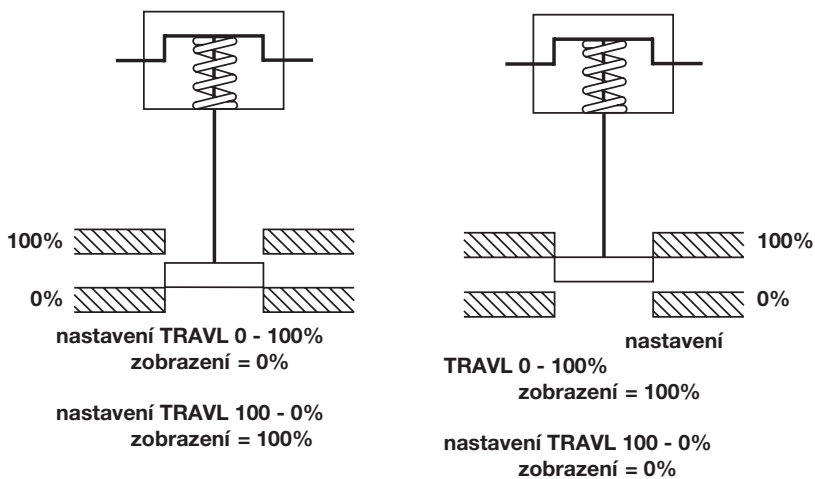 100%
0%
nastavení TRAVL 0 - 100%
zobrazení = 0%
nastavení TRAVL 100 - 0%
zobrazení = 100%
100%
0%
nastavení
TRAVL 0 - 100%
zobrazení = 100%
nastavení TRAVL 100 - 0%
zobrazení = 0%